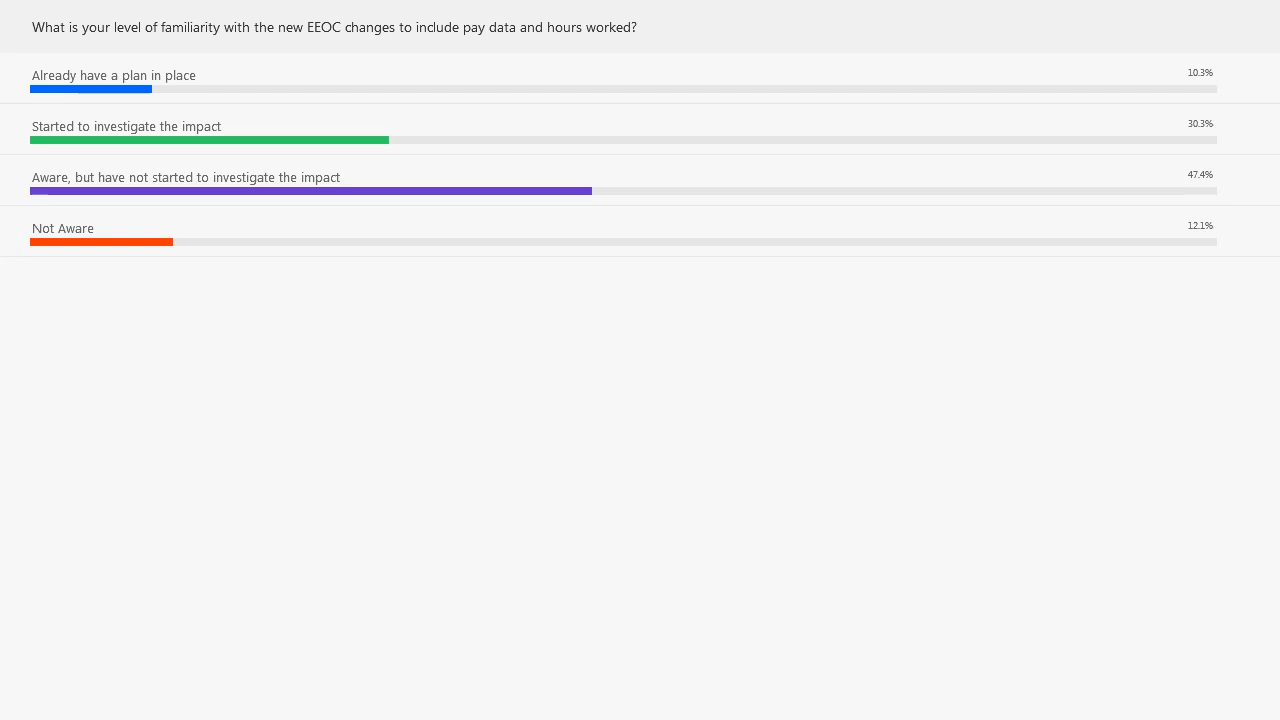 What is your level of familiarity with the new EEOC changes to include pay data and hours worked?
Already have a plan in place 10.3%
Started to investigate the impact 30.3%
Aware, but have not started to investigate the impact 47.4%
Not Aware 12.1%